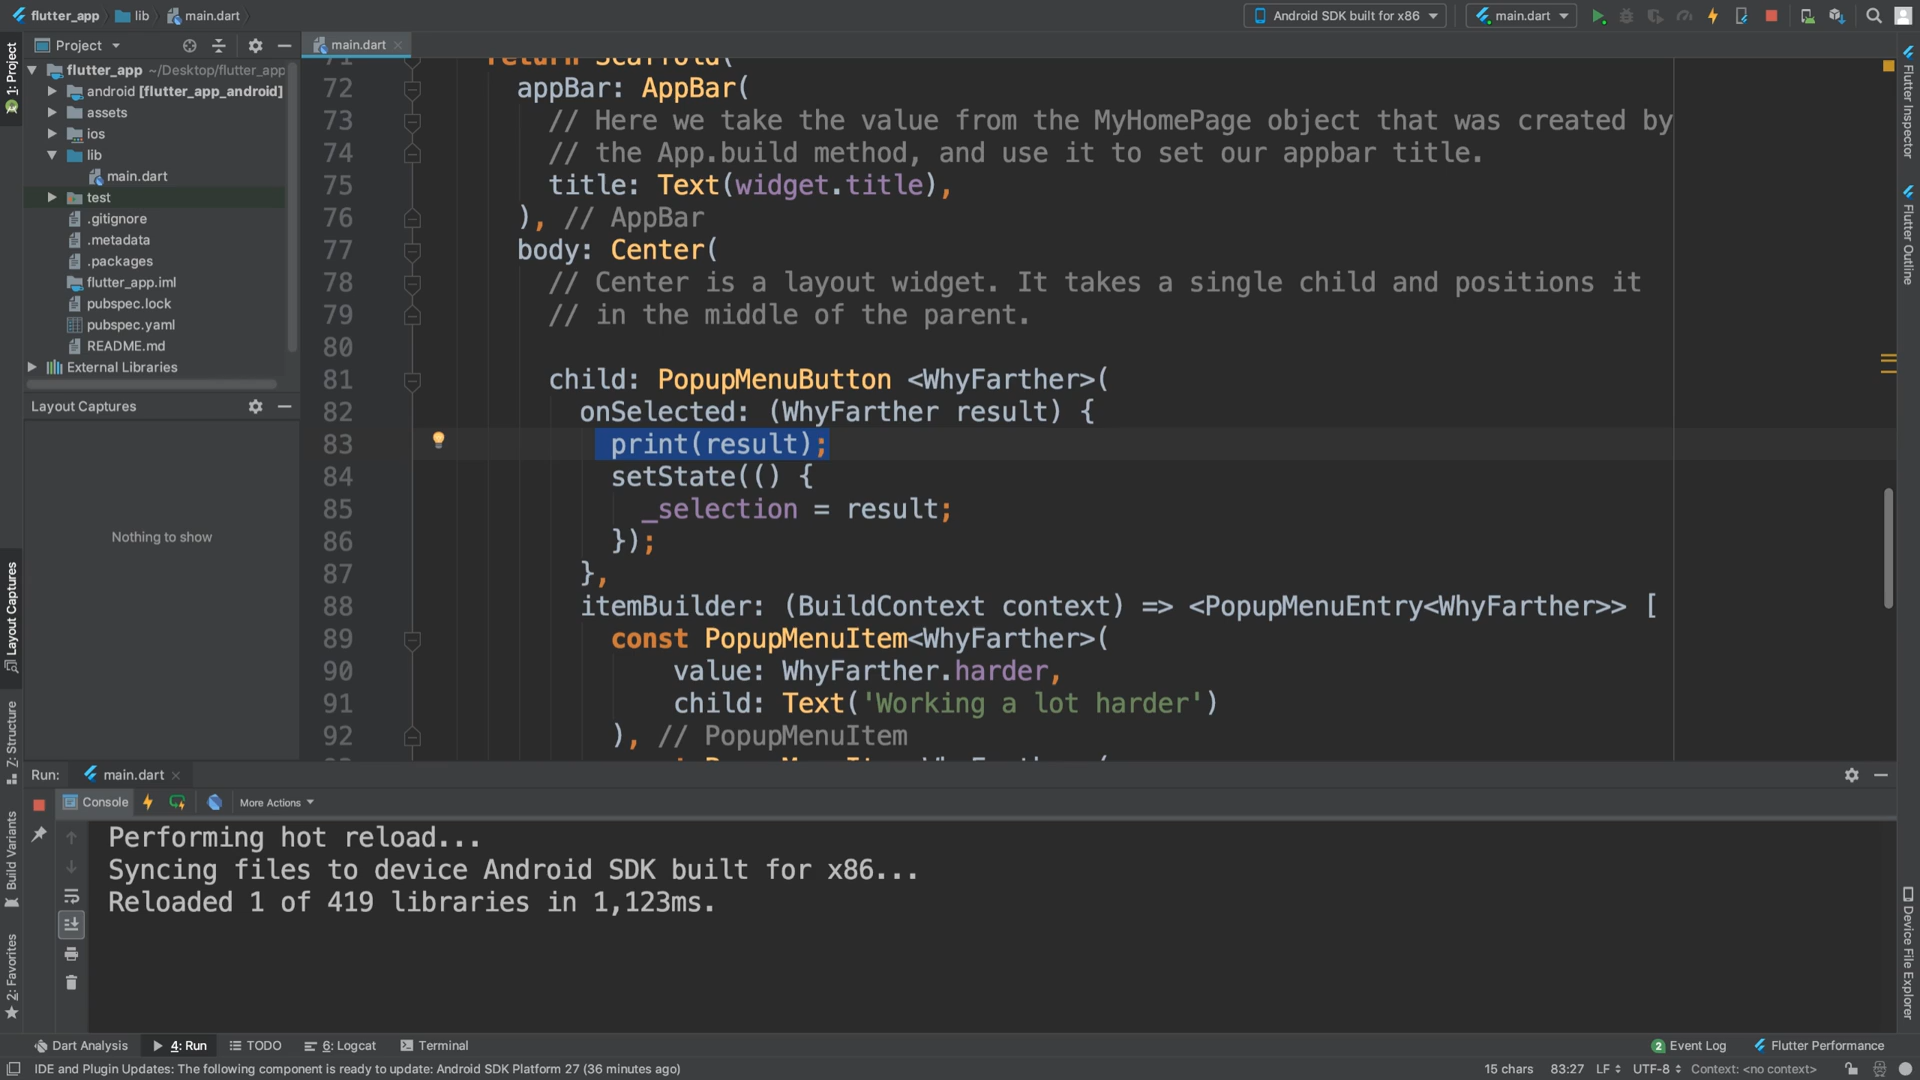 flutter_app lib main.dart
Android SDK built for x86 main.dart
Project
main.dart
flutter_app ~/Desktop/flutter_app
android [flutter_app_android]
assets
ios
lib
main.dart
test
.gitignore
.metadata
.packages
flutter_app.iml
pubspec.lock
pubspec.yaml
README.md
External Libraries
Layout Captures
Nothing to show
1: Project
Layout Captures
Z: Structure
Build Variants
2: Favorites
71 return Scaffold(
72 appBar: AppBar(
73 // Here we take the value from the MyHomePage object that was created by
74 // the App.build method, and use it to set our appbar title.
75 title: Text(widget.title),
76 ), // AppBar
77 body: Center(
78 // Center is a layout widget. It takes a single child and positions it
79 // in the middle of the parent.
80
81 child: PopupMenuButton <WhyFarther>(
82 onSelected: (WhyFarther result) {
83 print(result);
84 setState(() {
85 _selection = result;
86 });
87 },
88 itemBuilder: (BuildContext context) => <PopupMenuEntry<WhyFarther>> [
89 const PopupMenuItem<WhyFarther>(
90 value: WhyFarther.harder,
91 child: Text('Working a lot harder')
92 ), // PopupMenuItem
Flutter Inspector
Flutter Outline
Device File Explorer
Run: main.dart
Console More Actions
Performing hot reload...
Syncing files to device Android SDK built for x86...
Reloaded 1 of 419 libraries in 1,123ms.
Dart Analysis 4: Run TODO 6: Logcat Terminal 2 Event Log Flutter Performance
IDE and Plugin Updates: The following component is ready to update: Android SDK Platform 27 (36 minutes ago) 15 chars 83:27 LF UTF-8 Context: <no context>